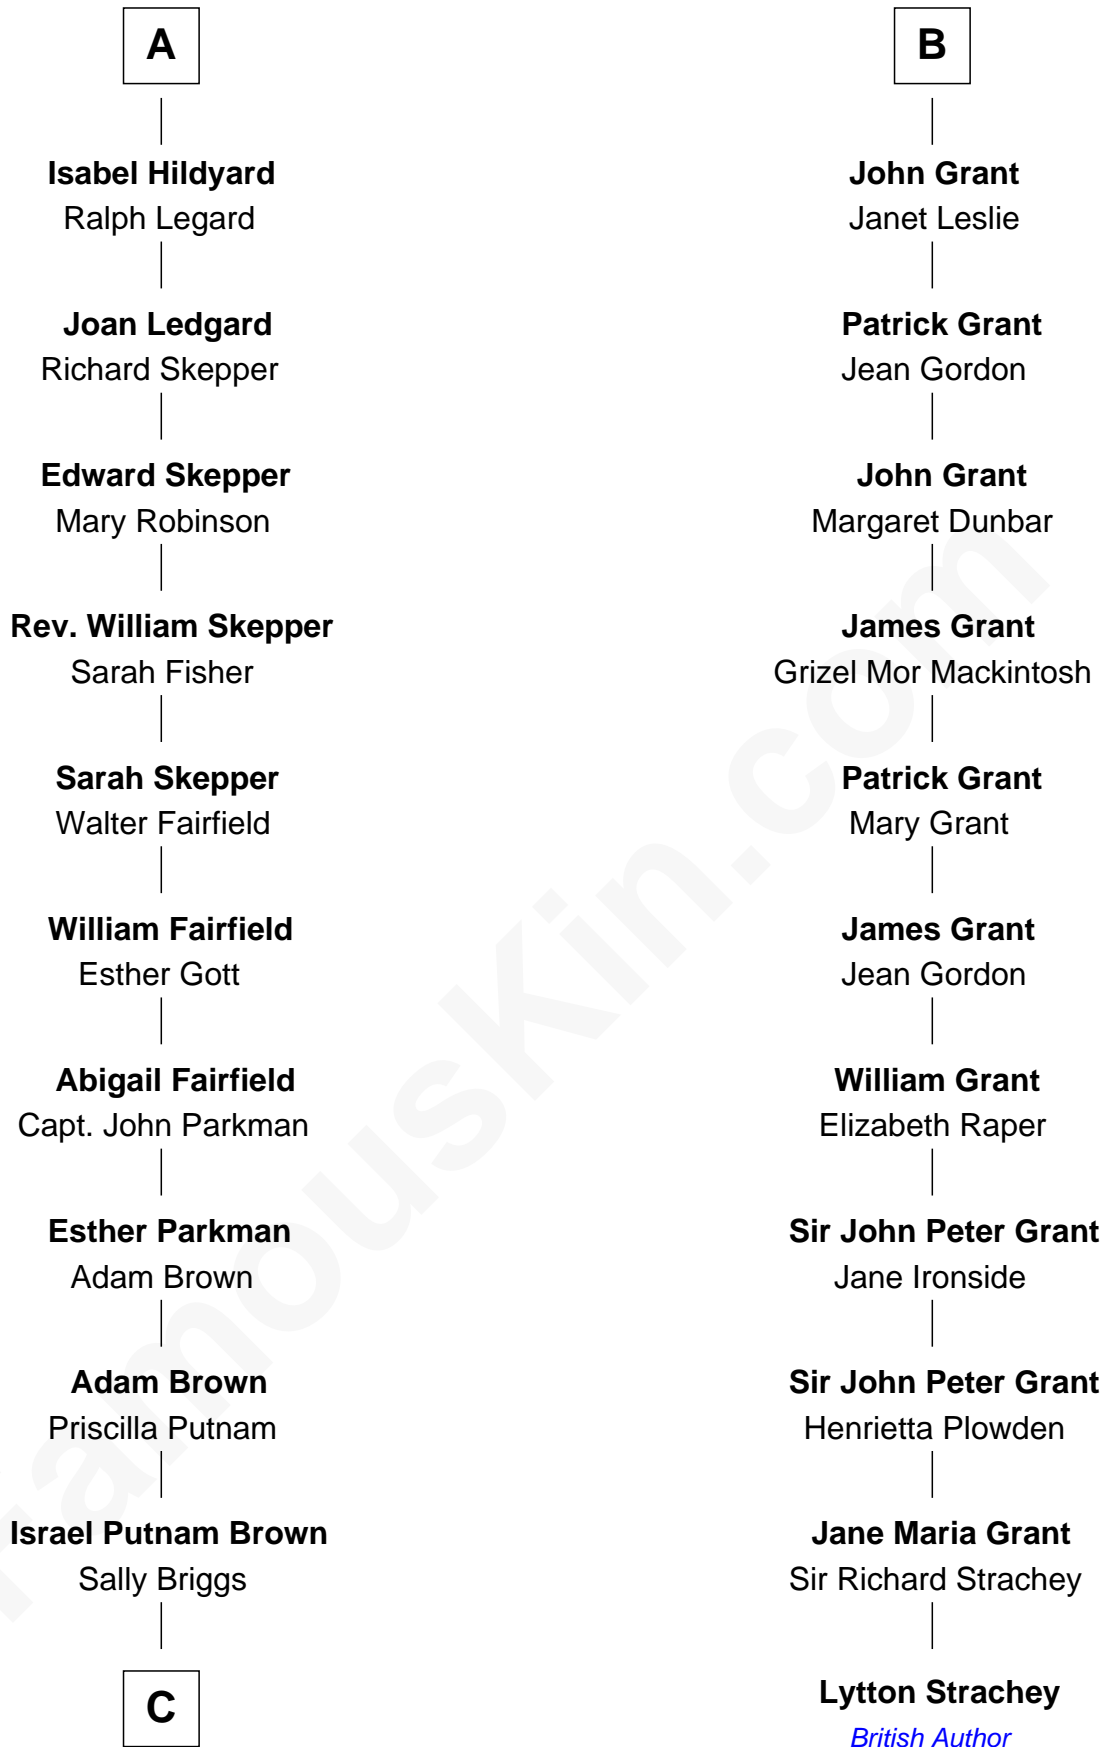 A
Isabel Hildyard
Ralph Legard
Joan Ledgard
Richard Skepper
Edward Skepper
Mary Robinson
Rev. William Skepper
Sarah Fisher
Sarah Skepper
Walter Fairfield
William Fairfield
Esther Gott
Abigail Fairfield
Capt. John Parkman
Esther Parkman
Adam Brown
Adam Brown
Priscilla Putnam
Israel Putnam Brown
Sally Briggs
C
B
John Grant
Janet Leslie
Patrick Grant
Jean Gordon
John Grant
Margaret Dunbar
James Grant
Grizel Mor Mackintosh
Patrick Grant
Mary Grant
James Grant
Jean Gordon
William Grant
Elizabeth Raper
Sir John Peter Grant
Jane Ironside
Sir John Peter Grant
Henrietta Plowden
Jane Maria Grant
Sir Richard Strachey
Lytton Strachey
British Author
FamousKin.com